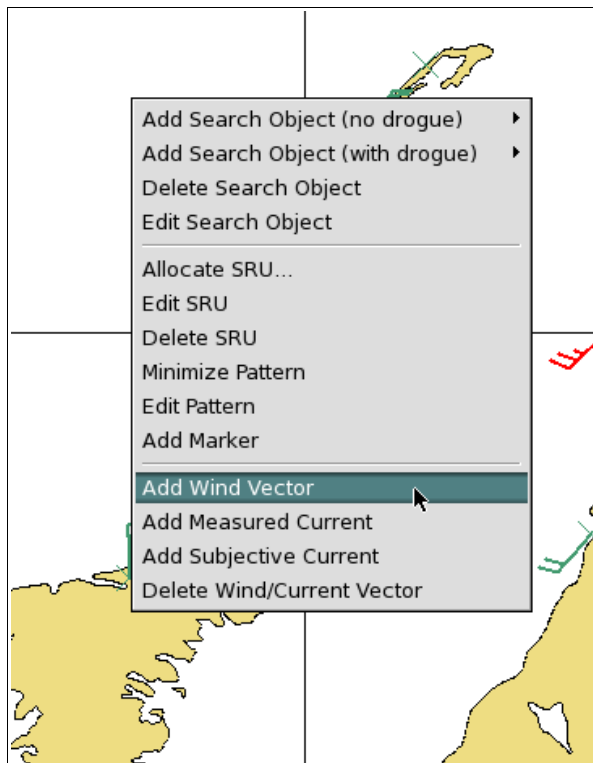 Add Search Object (no drogue)
Add Search Object (with drogue)
Delete Search Object
Edit Search Object
Allocate SRU...
Edit SRU
Delete SRU
Minimize Pattern
Edit Pattern
Add Marker
Add Wind Vector
Add Measured Current
Add Subjective Current
Delete Wind/Current Vector